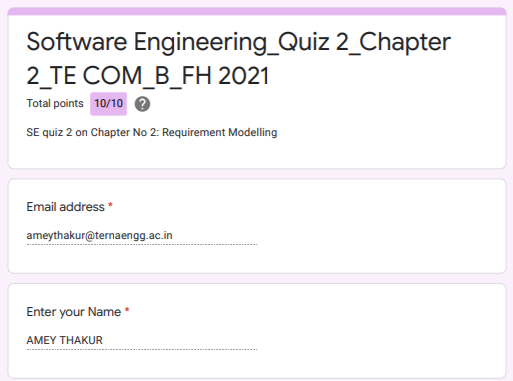 Software Engineering_Quiz 2_Chapter
2_TE COM_B_FH 2021
Total points 10/10 ?
SE quiz 2 on Chapter No 2: Requirement Modelling
Email address *
ameythakur@ternaengg.ac.in
Enter your Name *
AMEY THAKUR